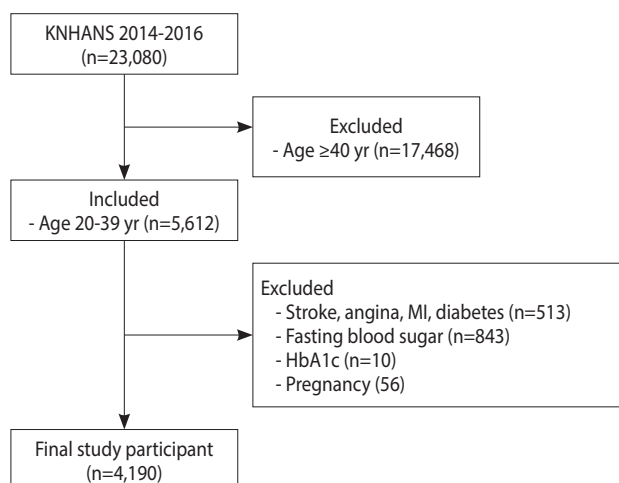 KNHANS 2014-2016
(n=23,080)
Excluded
- Age ≥40 yr (n=17,468)
Included
- Age 20-39 yr (n=5,612)
Excluded
- Stroke, angina, MI, diabetes (n=513)
- Fasting blood sugar (n=843)
- HbA1c (n=10)
- Pregnancy (56)
Final study participant
(n=4,190)